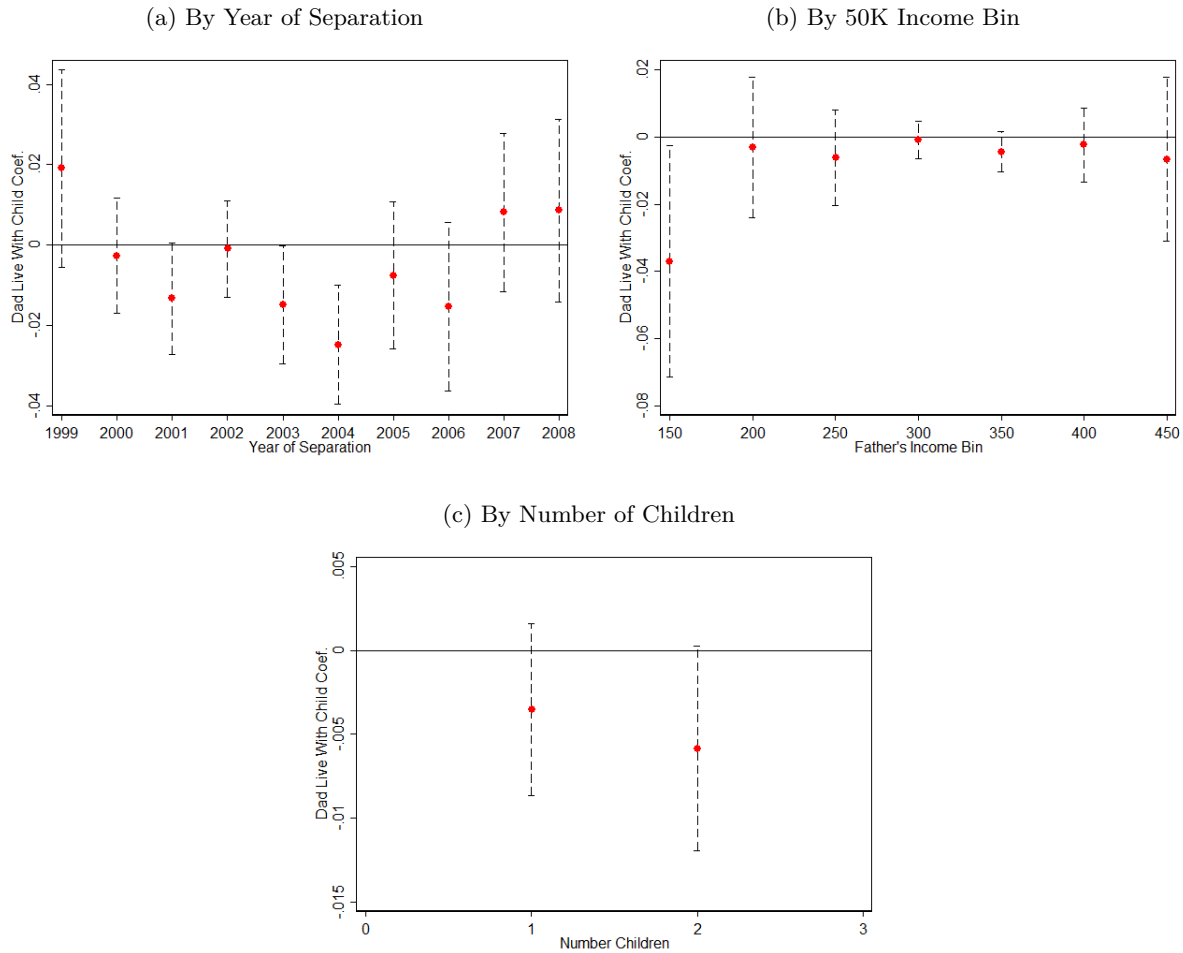 (a) By Year of Separation
Dad Live With Child Coef.
.04
.02
0
-.02
-.04
1999 2000 2001 2002 2003 2004 2005 2006 2007 2008
Year of Separation
(b) By 50K Income Bin
Dad Live With Child Coef.
.02
0
-.02
-.04
-.06
-.08
150 200 250 300 350 400 450
Father's Income Bin
(c) By Number of Children
Dad Live With Child Coef.
.005
0
-.005
-.01
-.015
0 1 2 3
Number Children